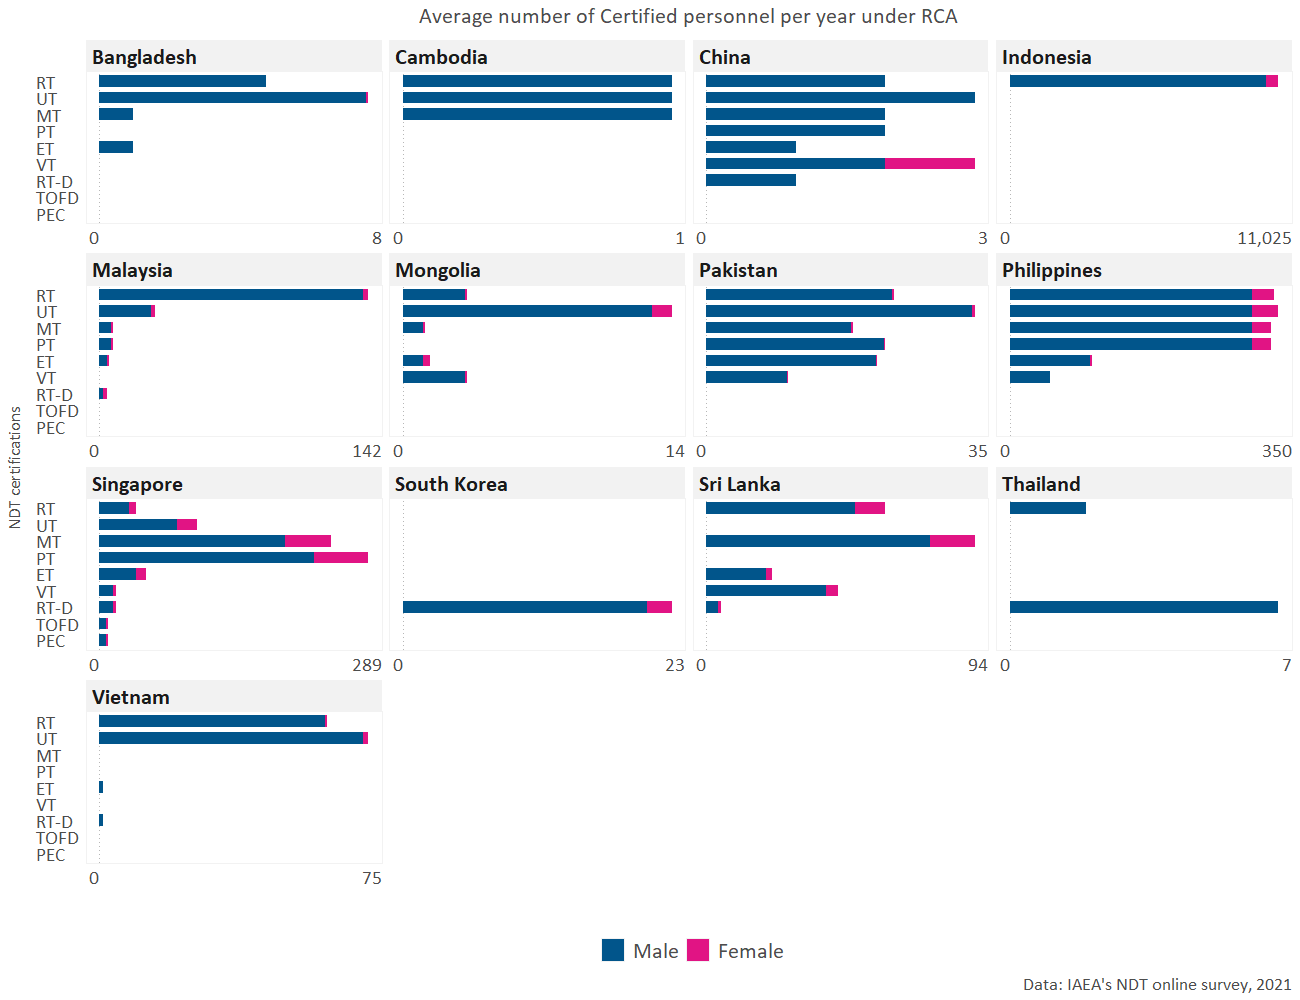 Average number of Certified personnel per year under RCA
Bangladesh Cambodia China Indonesia
RT
UT
MT
PT
ET
VT
RT-D
TOFD
PEC
0 8 0 1 0 3 0 11,025
Malaysia Mongolia Pakistan Philippines
RT
UT
MT
PT
ET
VT
RT-D
TOFD
PEC
0 142 0 14 0 35 0 350
NDT certifications
Singapore South Korea Sri Lanka Thailand
RT
UT
MT
PT
ET
VT
RT-D
TOFD
PEC
0 289 0 23 0 94 0 7
Vietnam
RT
UT
MT
PT
ET
VT
RT-D
TOFD
PEC
0 75
Male Female
Data: IAEA's NDT online survey, 2021